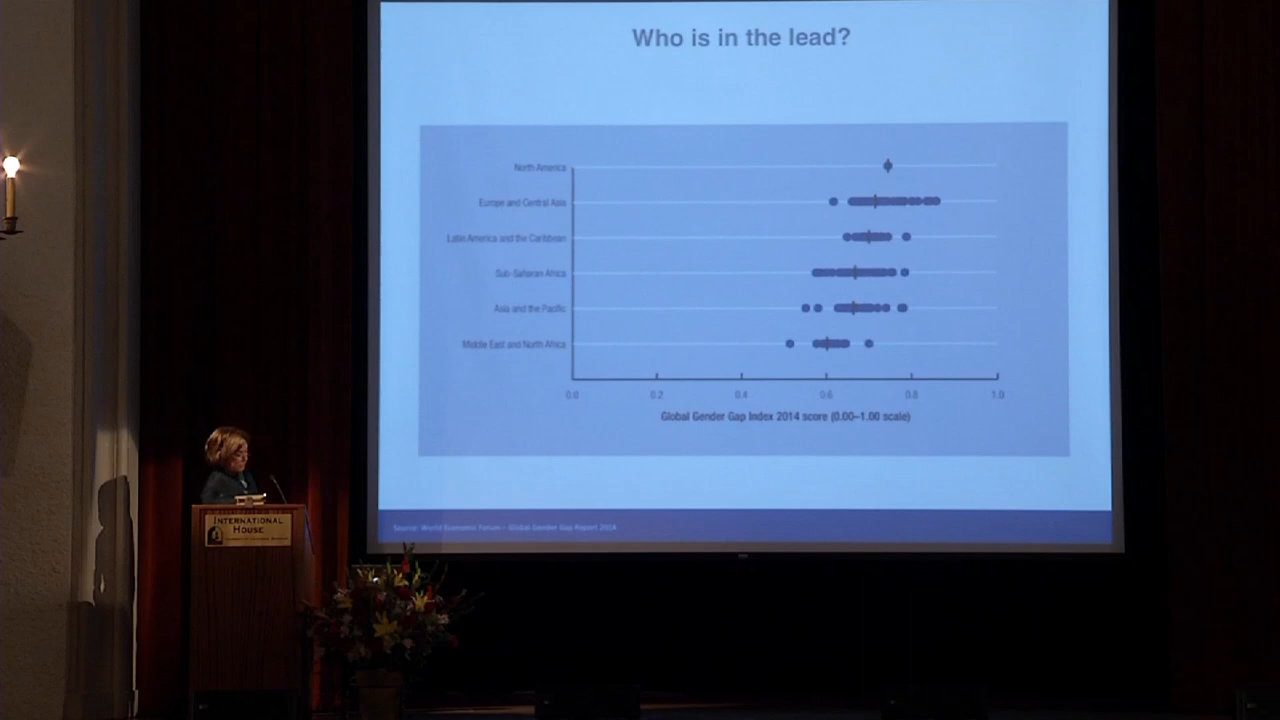 Who is in the lead?
North America
Europe and Central Asia
Latin America and the Caribbean
Sub-Saharan Africa
Asia and the Pacific
Middle East and North Africa
0.0 0.2 0.4 0.6 0.8 1.0
Global Gender Gap Index 2014 score (0.00–1.00 scale)
Source: World Economic Forum – Global Gender Gap Report 2014
INTERNATIONAL
HOUSE